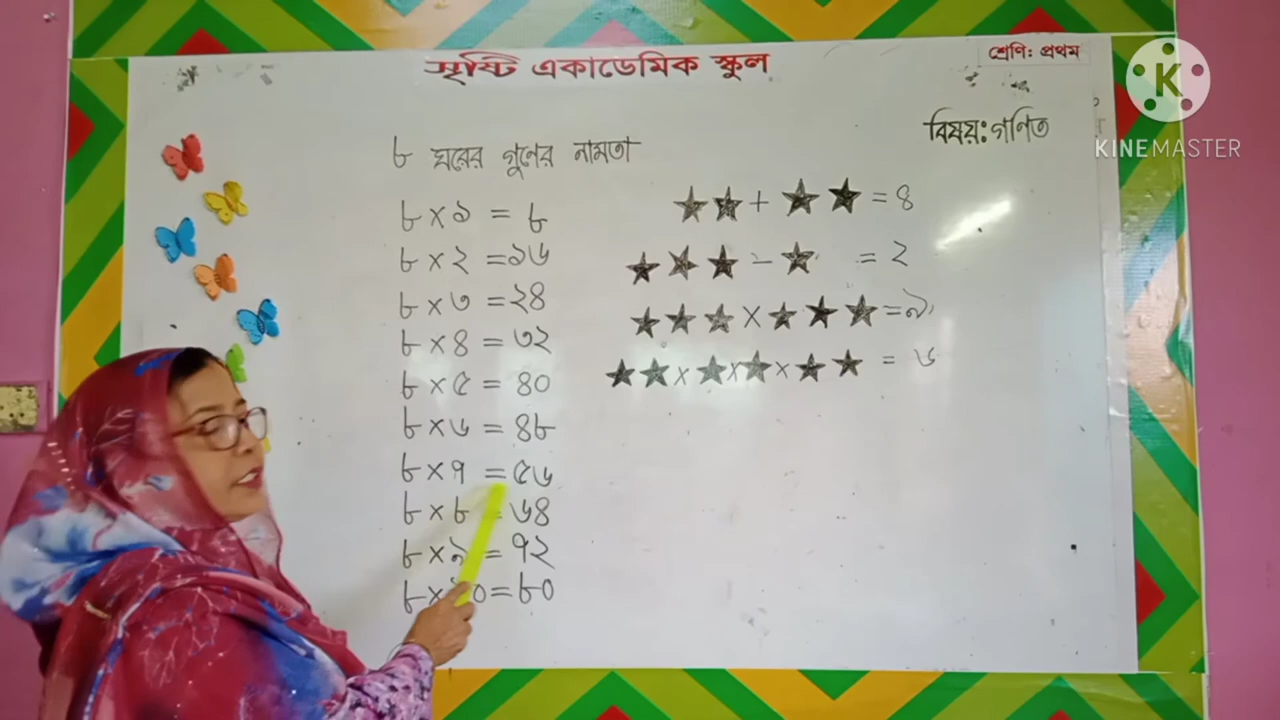 সৃষ্টি একাডেমিক স্কুল
শ্রেণি: প্রথম
বিষয়: গণিত
KINEMASTER
৮ ঘরের গুণের নামতা
৮ × ১ = ৮
৮ × ২ = ১৬
৮ × ৩ = ২৪
৮ × ৪ = ৩২
৮ × ৫ = ৪০
৮ × ৬ = ৪৮
৮ × ৭ = ৫৬
৮ × ৮ = ৬৪
৮ × ৯ = ৭২
৮ × ১০ = ৮০
★★ + ★★ = ৪
★★★ − ★ = ২
★★★ × ★★★ = ৯
★★ × ★ × ★ × ★★ = ৬